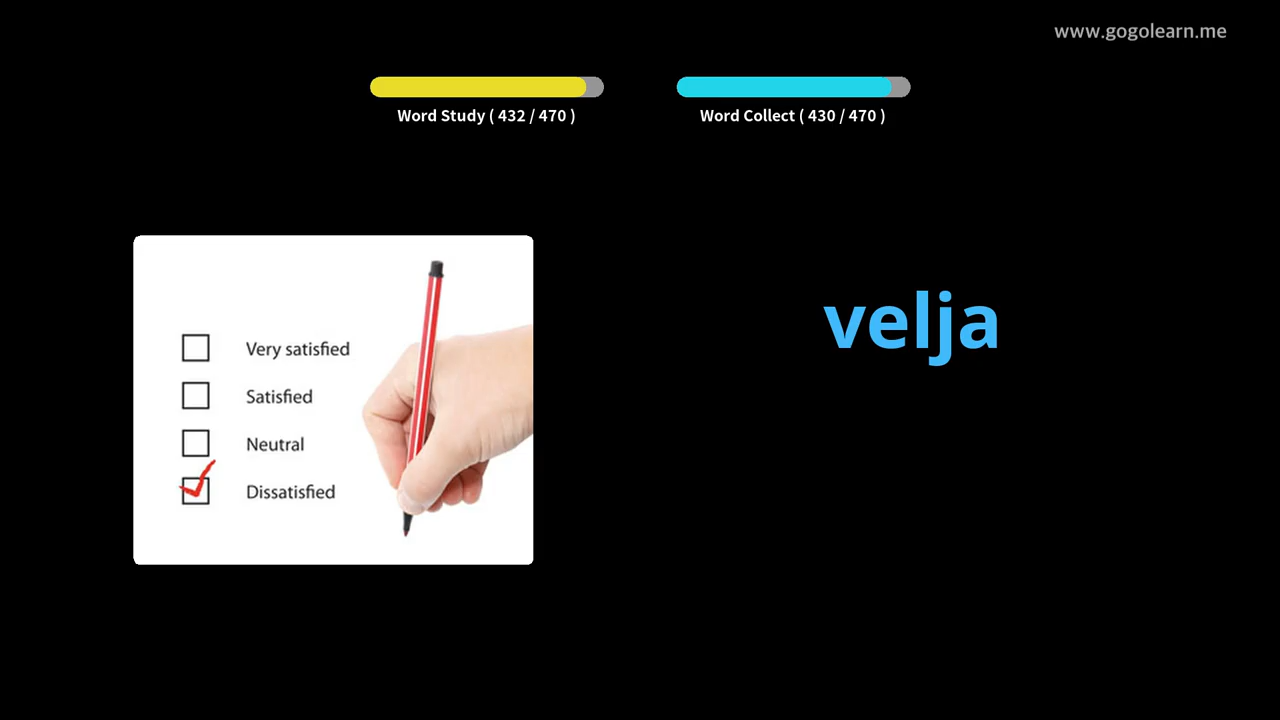 www.gogolearn.me
Word Study ( 432 / 470 )
Word Collect ( 430 / 470 )
velja
Very satisfied
Satisfied
Neutral
Dissatisfied